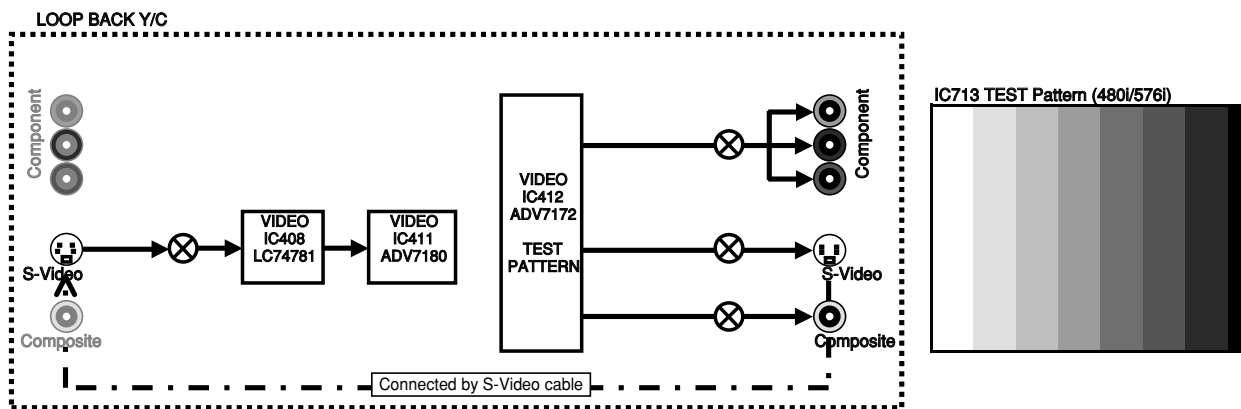 LOOP BACK Y/C
Component
S-Video
Composite
VIDEO
IC408
LC74781
VIDEO
IC411
ADV7180
VIDEO
IC412
ADV7172
TEST
PATTERN
Component
S-Video
Composite
Connected by S-Video cable
IC713 TEST Pattern (480i/576i)